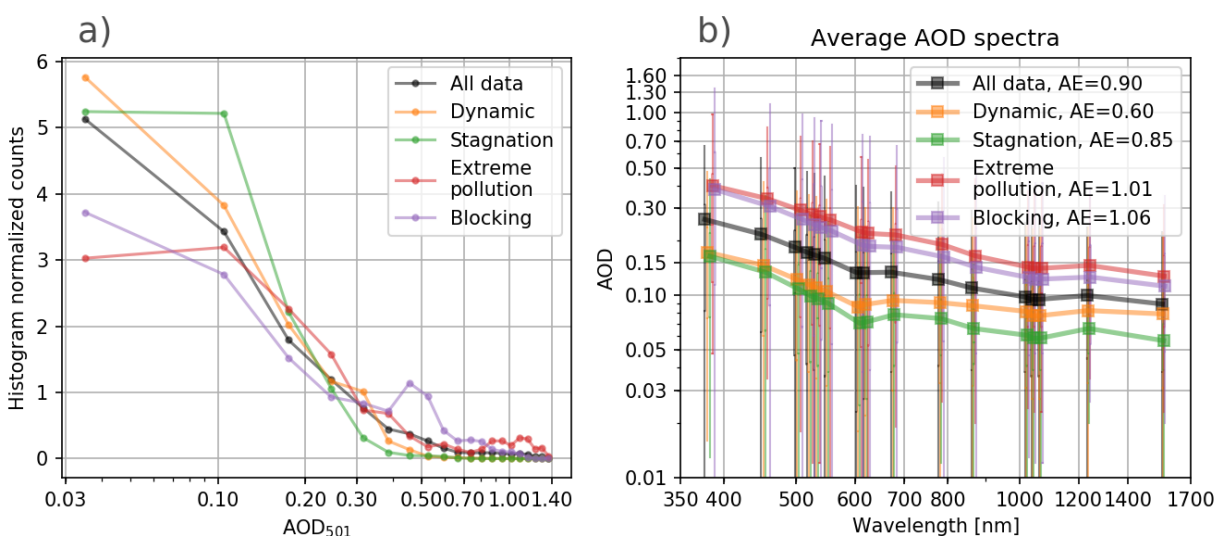 a)
Histogram normalized counts
6
5
4
3
2
1
0
0.03
0.10
0.20
0.30
0.50
0.70
1.00
1.40
AOD501
All data
Dynamic
Stagnation
Extreme
pollution
Blocking
b)
Average AOD spectra
AOD
1.60
1.30
1.00
0.70
0.50
0.30
0.15
0.10
0.05
0.03
0.01
350
400
500
600
700
800
1000
1200
1400
1700
Wavelength [nm]
All data, AE=0.90
Dynamic, AE=0.60
Stagnation, AE=0.85
Extreme
pollution, AE=1.01
Blocking, AE=1.06